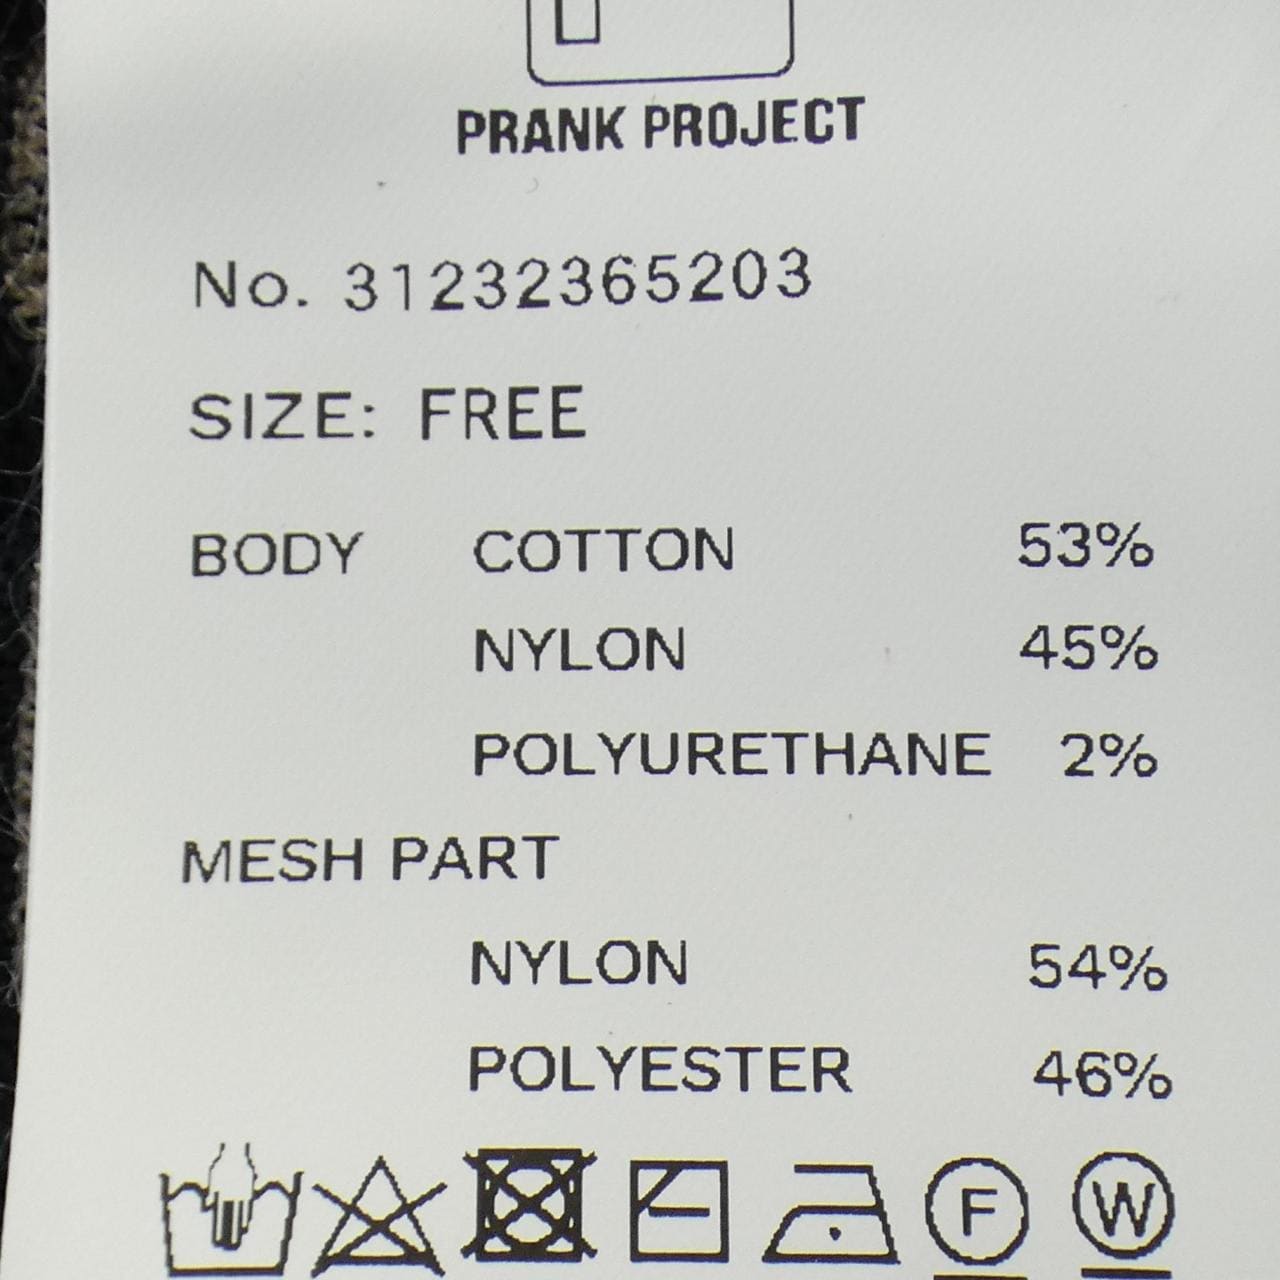 PRANK PROJECT
No. 31232365203
SIZE: FREE
BODY COTTON 53%
NYLON 45%
POLYURETHANE 2%
MESH PART
NYLON 54%
POLYESTER 46%
F W